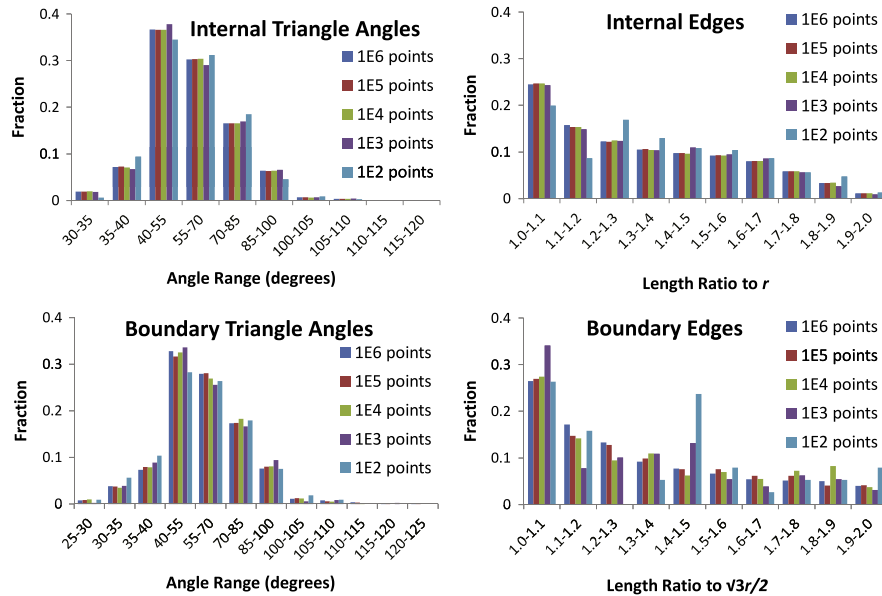 Internal Triangle Angles
Fraction
0.4
0.3
0.2
0.1
0
1E6 points
1E5 points
1E4 points
1E3 points
1E2 points
30-35
35-40
40-55
55-70
70-85
85-100
100-105
105-110
110-115
115-120
Angle Range (degrees)
Internal Edges
Fraction
0.4
0.3
0.2
0.1
0
1E6 points
1E5 points
1E4 points
1E3 points
1E2 points
1.0-1.1
1.1-1.2
1.2-1.3
1.3-1.4
1.4-1.5
1.5-1.6
1.6-1.7
1.7-1.8
1.8-1.9
1.9-2.0
Length Ratio to r
Boundary Triangle Angles
Fraction
0.4
0.3
0.2
0.1
0
1E6 points
1E5 points
1E4 points
1E3 points
1E2 points
25-30
30-35
35-40
40-55
55-70
70-85
85-100
100-105
105-110
110-115
115-120
120-125
Angle Range (degrees)
Boundary Edges
Fraction
0.4
0.3
0.2
0.1
0
1E6 points
1E5 points
1E4 points
1E3 points
1E2 points
1.0-1.1
1.1-1.2
1.2-1.3
1.3-1.4
1.4-1.5
1.5-1.6
1.6-1.7
1.7-1.8
1.8-1.9
1.9-2.0
Length Ratio to √3r/2